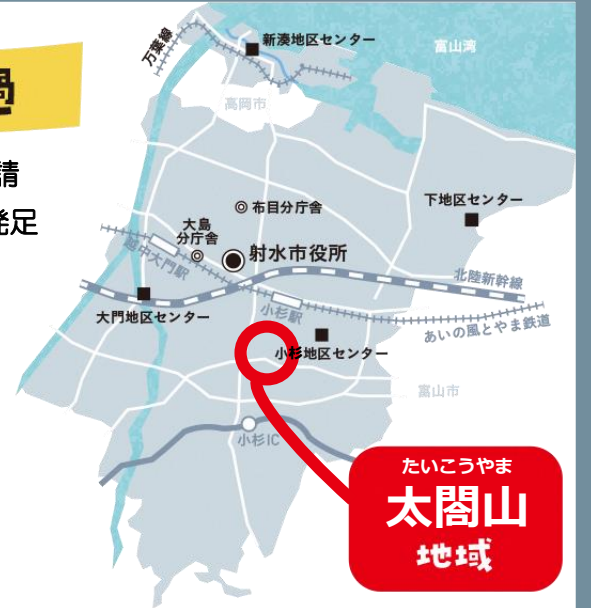 過
請
発足
万葉線
新湊地区センター
富山湾
高岡市
下地区センター
布目分庁舎
大島
分庁舎
射水市役所
越中大門駅
北陸新幹線
大門地区センター
小杉駅
あいの風とやま鉄道
小杉地区センター
富山市
小杉IC
たいこうやま
太閤山
地域